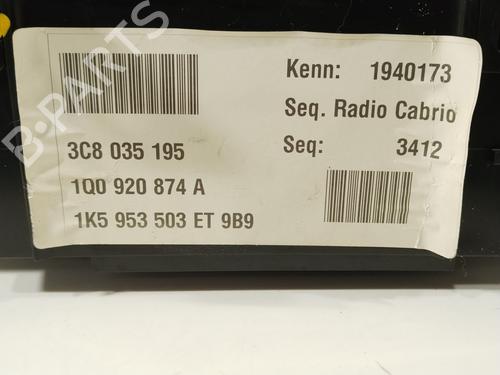 Kenn: 1940173
Seq. Radio Cabrio
Seq: 3412
3C8 035 195
1Q0 920 874 A
1K5 953 503 ET 9B9
B-PARTS